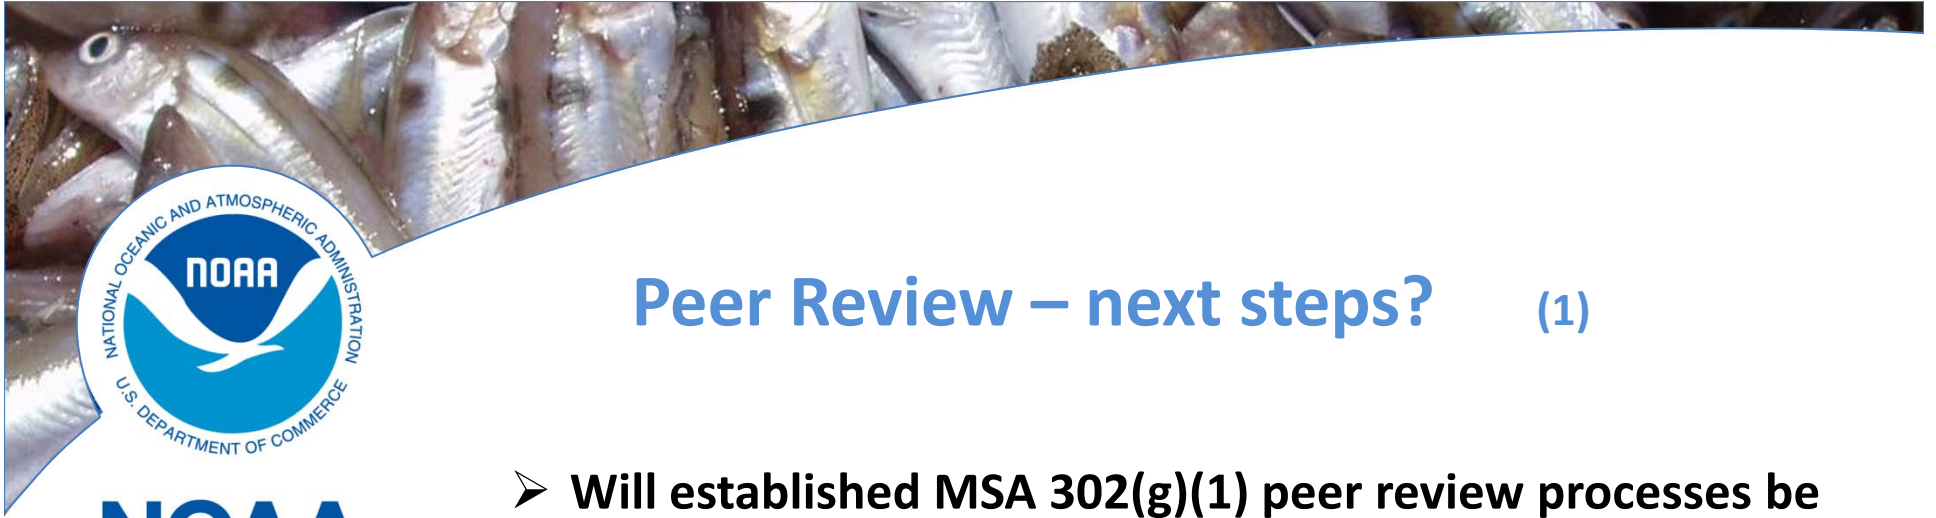 NATIONAL OCEANIC AND ATMOSPHERIC ADMINISTRATION
NOAA
U.S. DEPARTMENT OF COMMERCE
Peer Review – next steps? (1)
➢ Will established MSA 302(g)(1) peer review processes be
NOAA